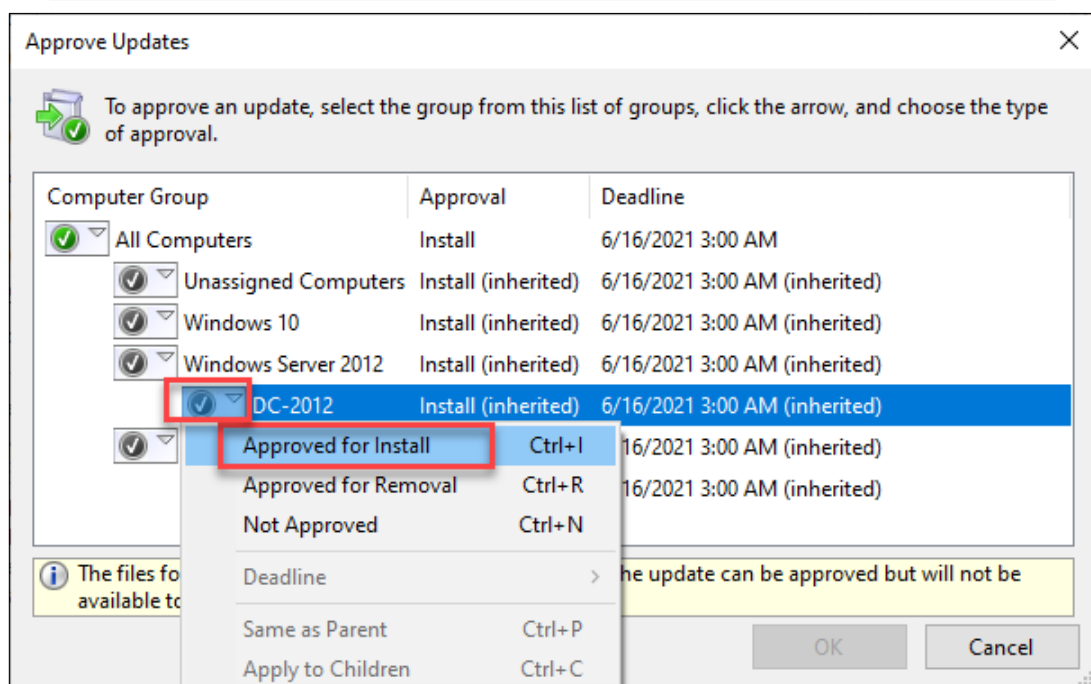 Approve Updates
To approve an update, select the group from this list of groups, click the arrow, and choose the type
of approval.
Computer Group Approval Deadline
All Computers Install 6/16/2021 3:00 AM
Unassigned Computers Install (inherited) 6/16/2021 3:00 AM (inherited)
Windows 10 Install (inherited) 6/16/2021 3:00 AM (inherited)
Windows Server 2012 Install (inherited) 6/16/2021 3:00 AM (inherited)
DC-2012 Install (inherited) 6/16/2021 3:00 AM (inherited)
Approved for Install Ctrl+I 16/2021 3:00 AM (inherited)
Approved for Removal Ctrl+R 16/2021 3:00 AM (inherited)
Not Approved Ctrl+N
The files fo Deadline he update can be approved but will not be
available to
Same as Parent Ctrl+P
OK Cancel
Apply to Children Ctrl+C